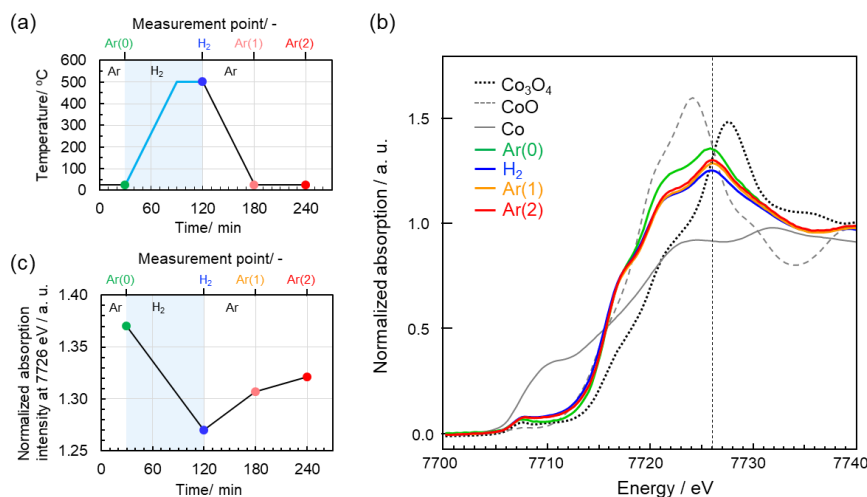 (a)
Measurement point/ -
Ar(0) H₂ Ar(1) Ar(2)
Ar H₂ Ar
Temperature/ ºC
600
500
400
300
200
100
0
0 60 120 180 240
Time/ min
(c)
Measurement point/ -
Ar(0) H₂ Ar(1) Ar(2)
Ar H₂ Ar
Normalized absorption
intensity at 7726 eV / a. u.
1.40
1.35
1.30
1.25
0 60 120 180 240
Time/ min
(b)
Normalized absorption / a. u.
1.5
1.0
0.5
0.0
Co₃O₄
CoO
Co
Ar(0)
H₂
Ar(1)
Ar(2)
7700 7710 7720 7730 7740
Energy / eV